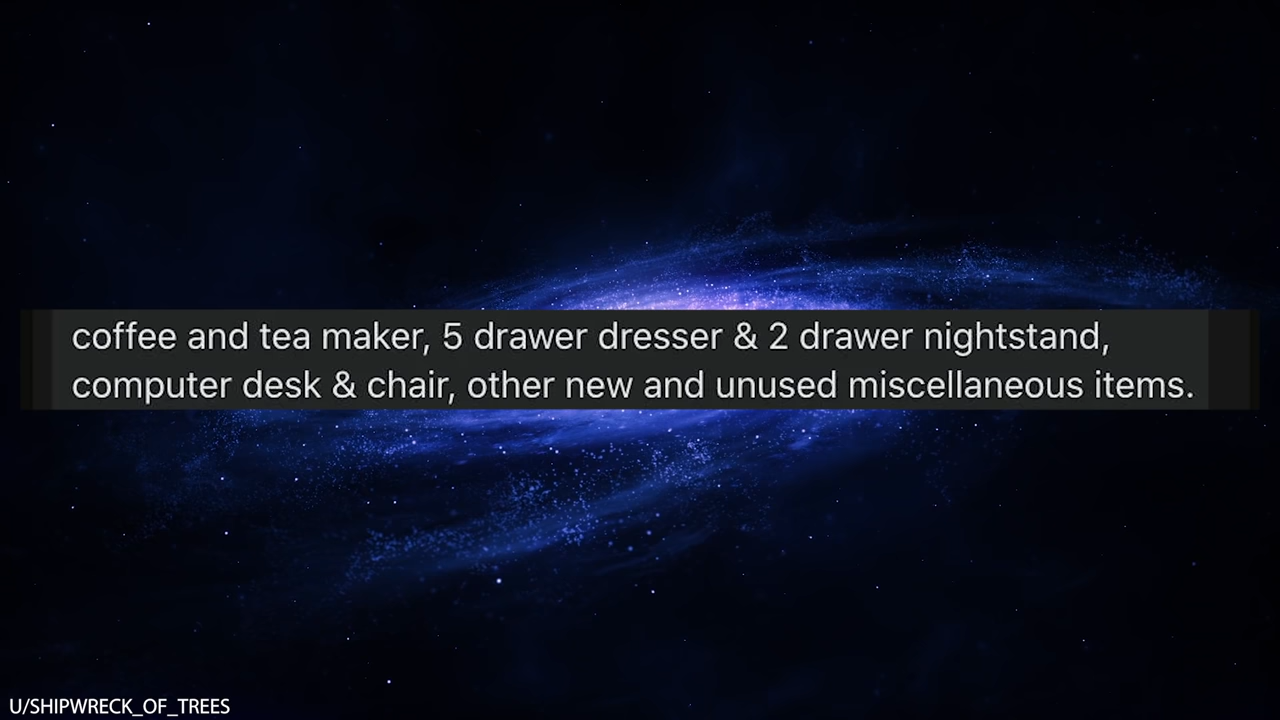 coffee and tea maker, 5 drawer dresser & 2 drawer nightstand,
computer desk & chair, other new and unused miscellaneous items.
U/SHIPWRECK_OF_TREES